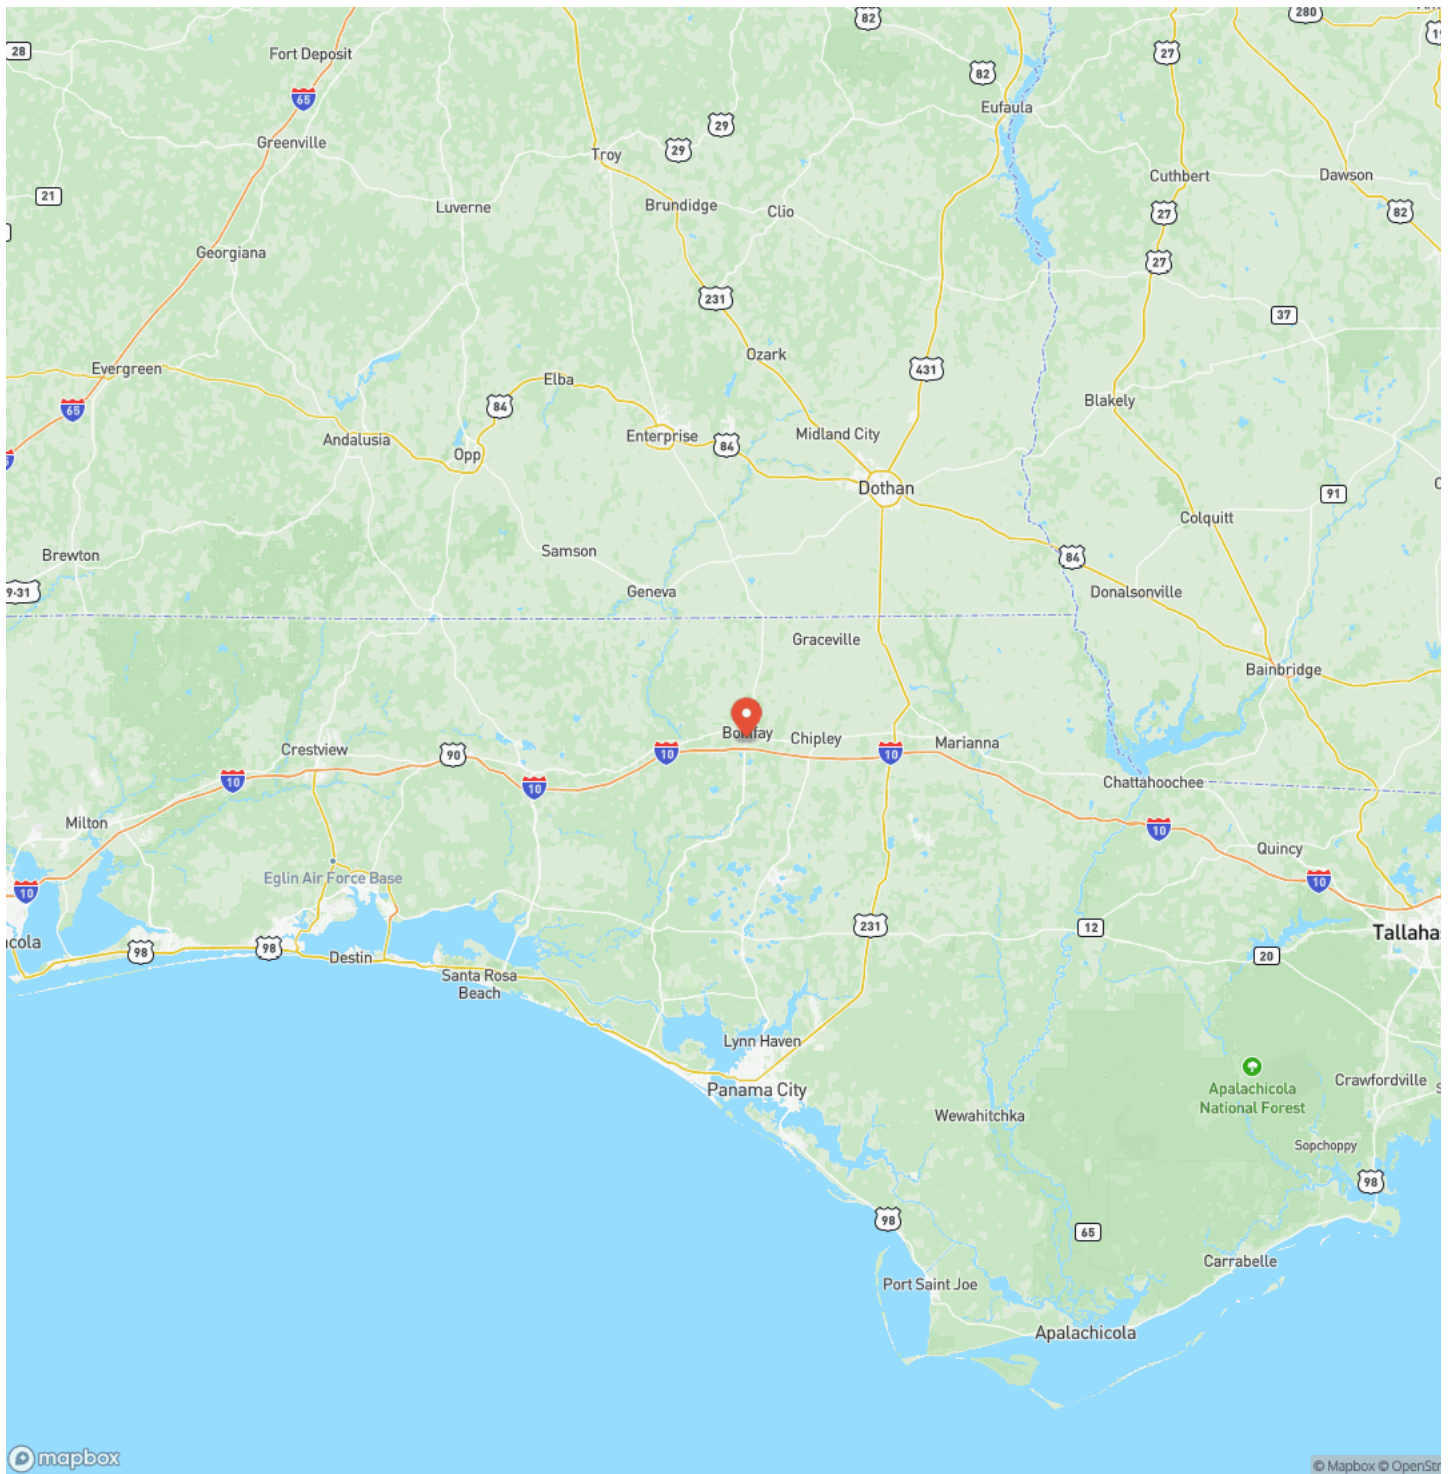 28
Fort Deposit
82
280
27
65
82
Eufaula
Greenville
29
29
Troy
Cuthbert
Dawson
21
Luverne
Brundidge
Clio
27
82
Georgiana
27
231
37
Ozark
Evergreen
Elba
431
84
65
Blakely
Andalusia
Enterprise
84
Midland City
Opp
Dothan
91
Colquitt
Brewton
Samson
84
9-31
Geneva
Donalsonville
Graceville
Bainbridge
Chipley
Crestview
90
10
10
Marianna
10
10
Chattahoochee
Milton
10
Quincy
Eglin Air Force Base
10
10
231
12
98
98
Destin
20
Santa Rosa
Beach
Lynn Haven
Panama City
Apalachicola
National Forest
Crawfordville
Wewahitchka
Sopchoppy
98
98
65
Carrabelle
Port Saint Joe
Apalachicola
mapbox
© Mapbox © OpenStr